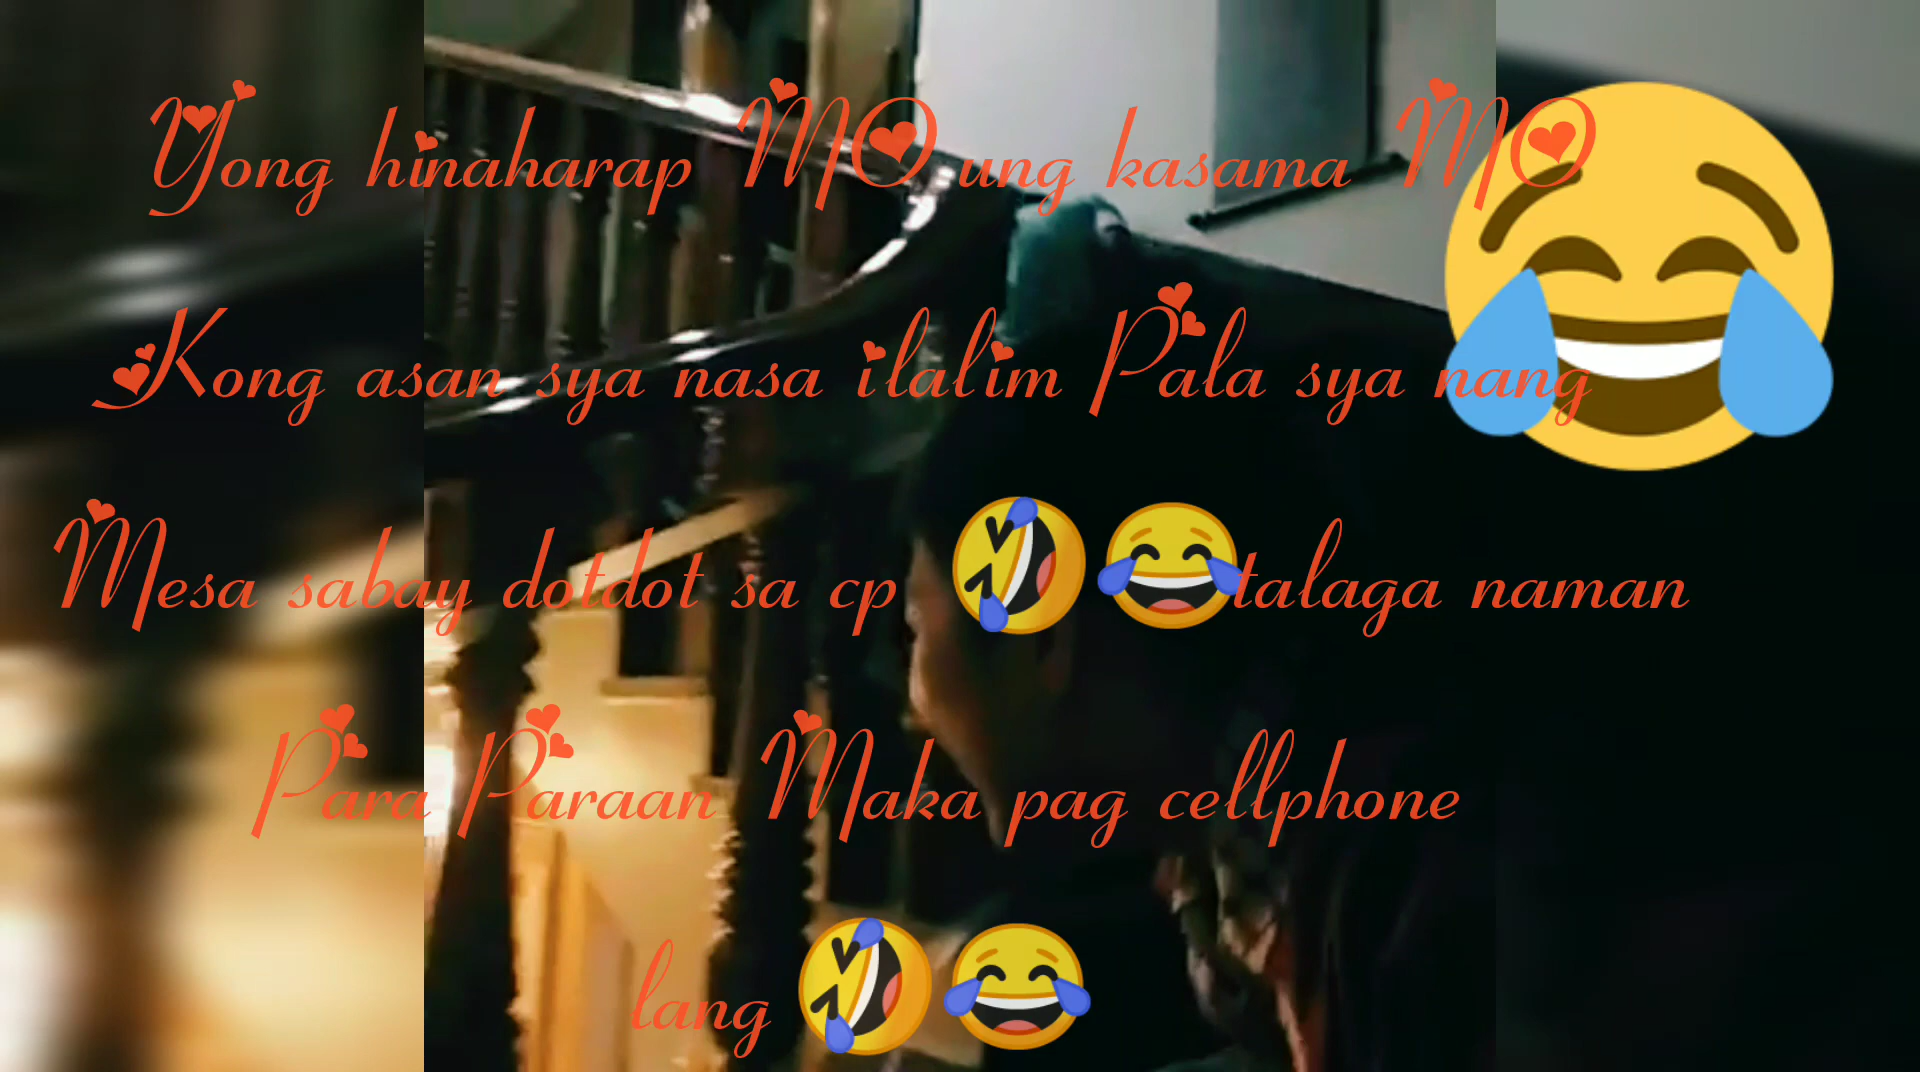 Yong hinaharap MO ung kasama MO
Kong asan sya nasa ilalim Pala sya nang
Mesa sabay dotdot sa cp 🤣😂talaga naman
Para Paraan Maka pag cellphone
lang 🤣😂